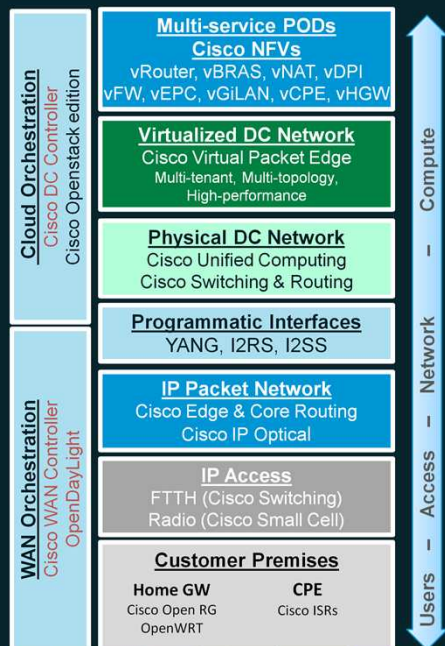 Cloud Orchestration
Cisco DC Controller
Cisco Openstack edition
WAN Orchestration
Cisco WAN Controller
OpenDayLight
Multi-service PODs
Cisco NFVs
vRouter, vBRAS, vNAT, vDPI
vFW, vEPC, vGiLAN, vCPE, vHGW
Virtualized DC Network
Cisco Virtual Packet Edge
Multi-tenant, Multi-topology,
High-performance
Physical DC Network
Cisco Unified Computing
Cisco Switching & Routing
Programmatic Interfaces
YANG, I2RS, I2SS
IP Packet Network
Cisco Edge & Core Routing
Cisco IP Optical
IP Access
FTTH (Cisco Switching)
Radio (Cisco Small Cell)
Customer Premises
Home GW
Cisco Open RG
OpenWRT
CPE
Cisco ISRs
Users – Access – Network – Compute